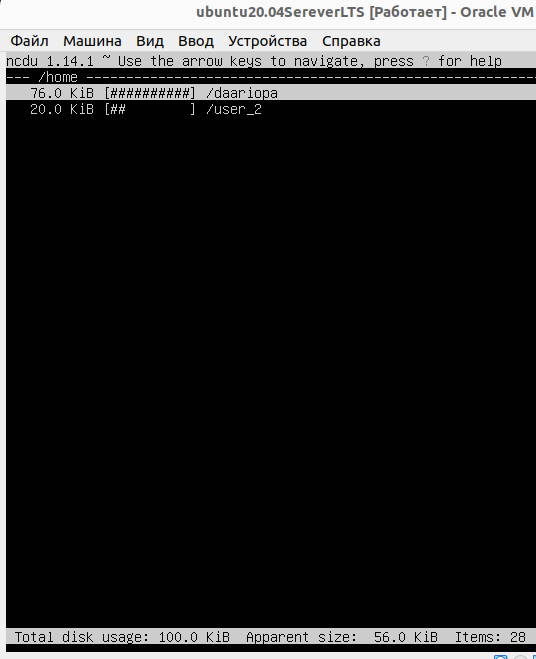 ubuntu20.04SereverLTS [Работает] - Oracle VM
Файл Машина Вид Ввод Устройства Справка
ncdu 1.14.1 ~ Use the arrow keys to navigate, press ? for help
--- /home ------------------------------------------------------
76.0 KiB [##########] /daariopa
20.0 KiB [##        ] /user_2
Total disk usage: 100.0 KiB  Apparent size:  56.0 KiB  Items: 28